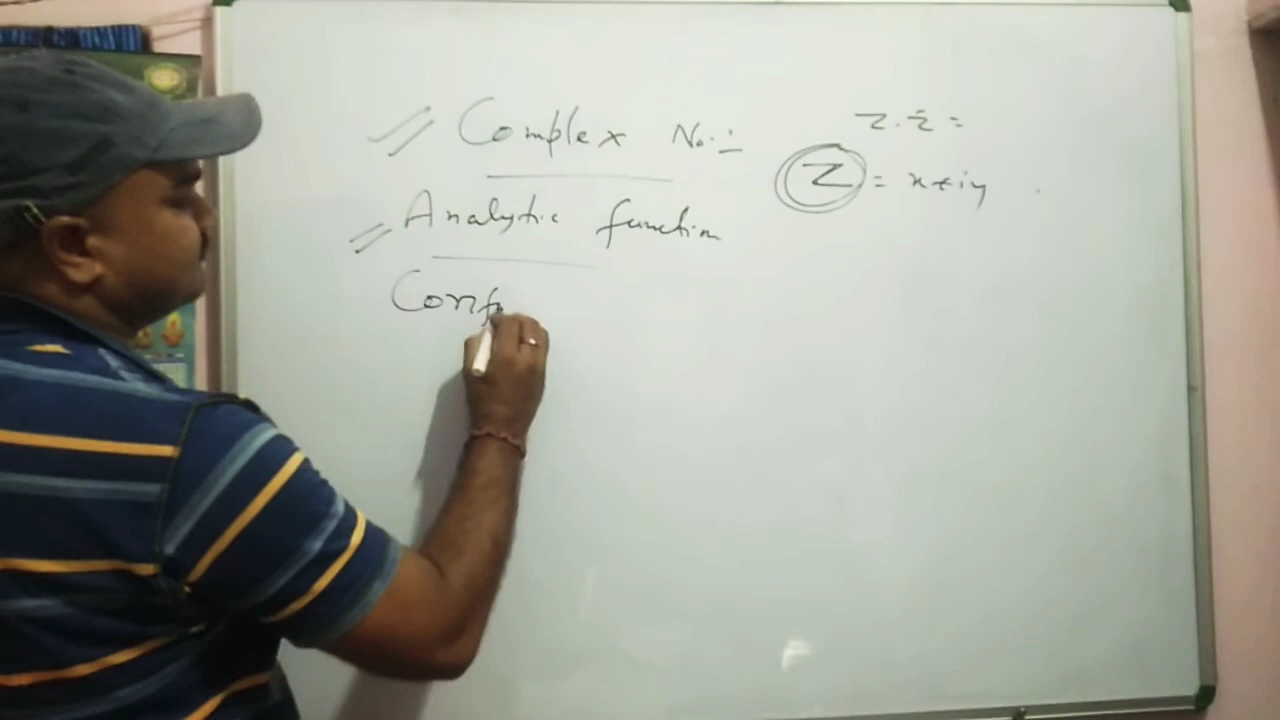 Complex No.:-
Analytic function
Conf
z.z̄ =
Z = x+iy